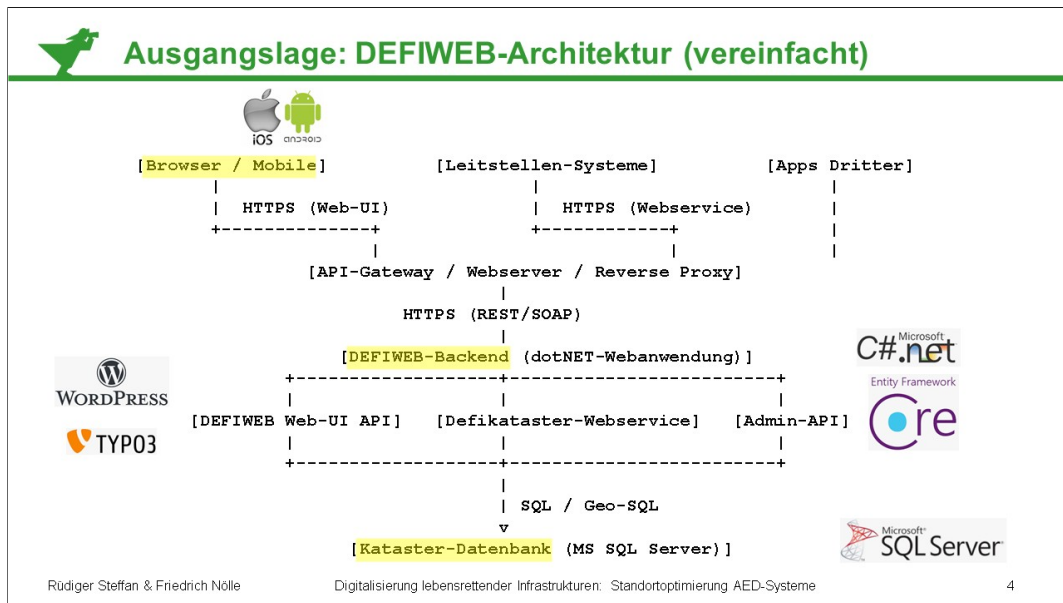 Ausgangslage: DEFIWEB-Architektur (vereinfacht)
iOS ANDROID
[Browser / Mobile] [Leitstellen-Systeme] [Apps Dritter]
HTTPS (Web-UI) HTTPS (Webservice)
[API-Gateway / Webserver / Reverse Proxy]
HTTPS (REST/SOAP)
[DEFIWEB-Backend (dotNET-Webanwendung)]
Microsoft
C#.net
WORDPRESS
Entity Framework
Core
[DEFIWEB Web-UI API] [Defikataster-Webservice] [Admin-API]
TYPO3
SQL / Geo-SQL
[Kataster-Datenbank (MS SQL Server)]
Microsoft
SQL Server
Rüdiger Steffan & Friedrich Nölle Digitalisierung lebensrettender Infrastrukturen: Standortoptimierung AED-Systeme 4